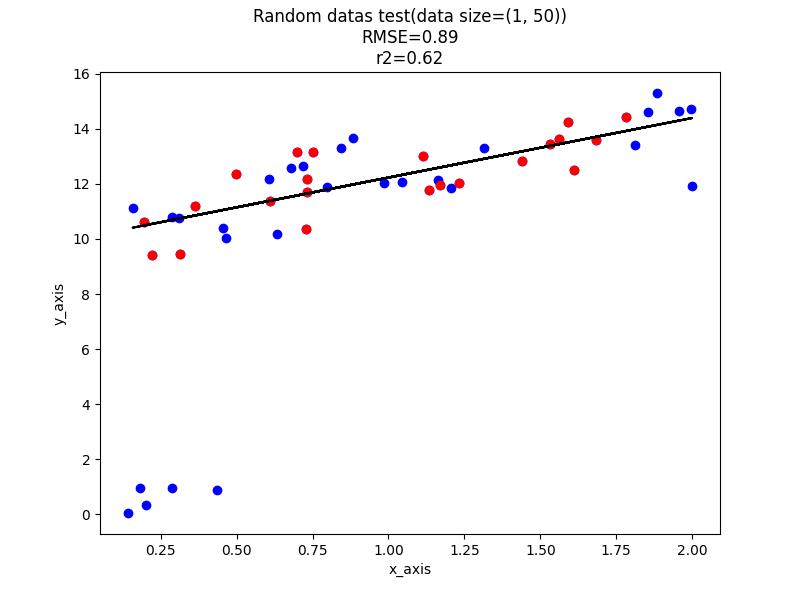 Random datas test(data size=(1, 50))
RMSE=0.89
r2=0.62
16
14
12
10
8
6
4
2
0
y_axis
0.25 0.50 0.75 1.00 1.25 1.50 1.75 2.00
x_axis